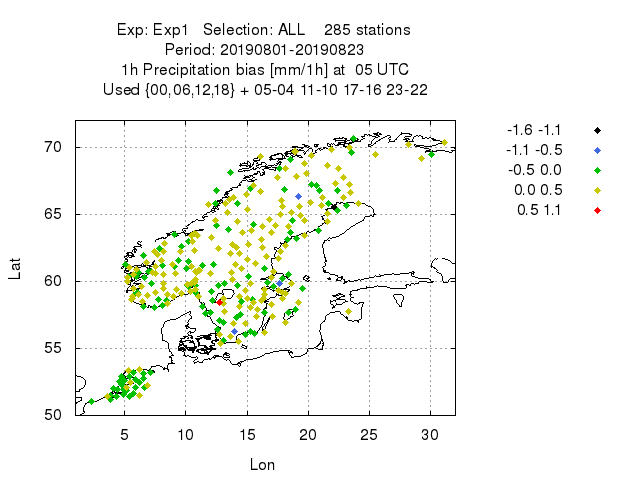 Exp: Exp1 Selection: ALL 285 stations
Period: 20190801-20190823
1h Precipitation bias [mm/1h] at 05 UTC
Used {00,06,12,18} + 05-04 11-10 17-16 23-22
-1.6 -1.1
-1.1 -0.5
-0.5 0.0
0.0 0.5
0.5 1.1
70
65
60
55
50
Lat
5 10 15 20 25 30
Lon